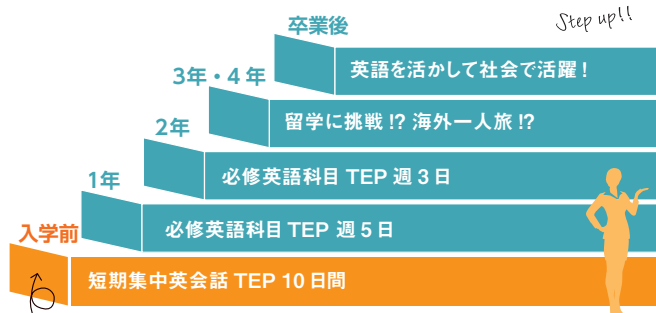 Step up!!
卒業後
英語を活かして社会で活躍！
3年・4年
留学に挑戦!? 海外一人旅!?
2年
必修英語科目 TEP 週3日
1年
必修英語科目 TEP 週5日
入学前
短期集中英会話 TEP 10日間